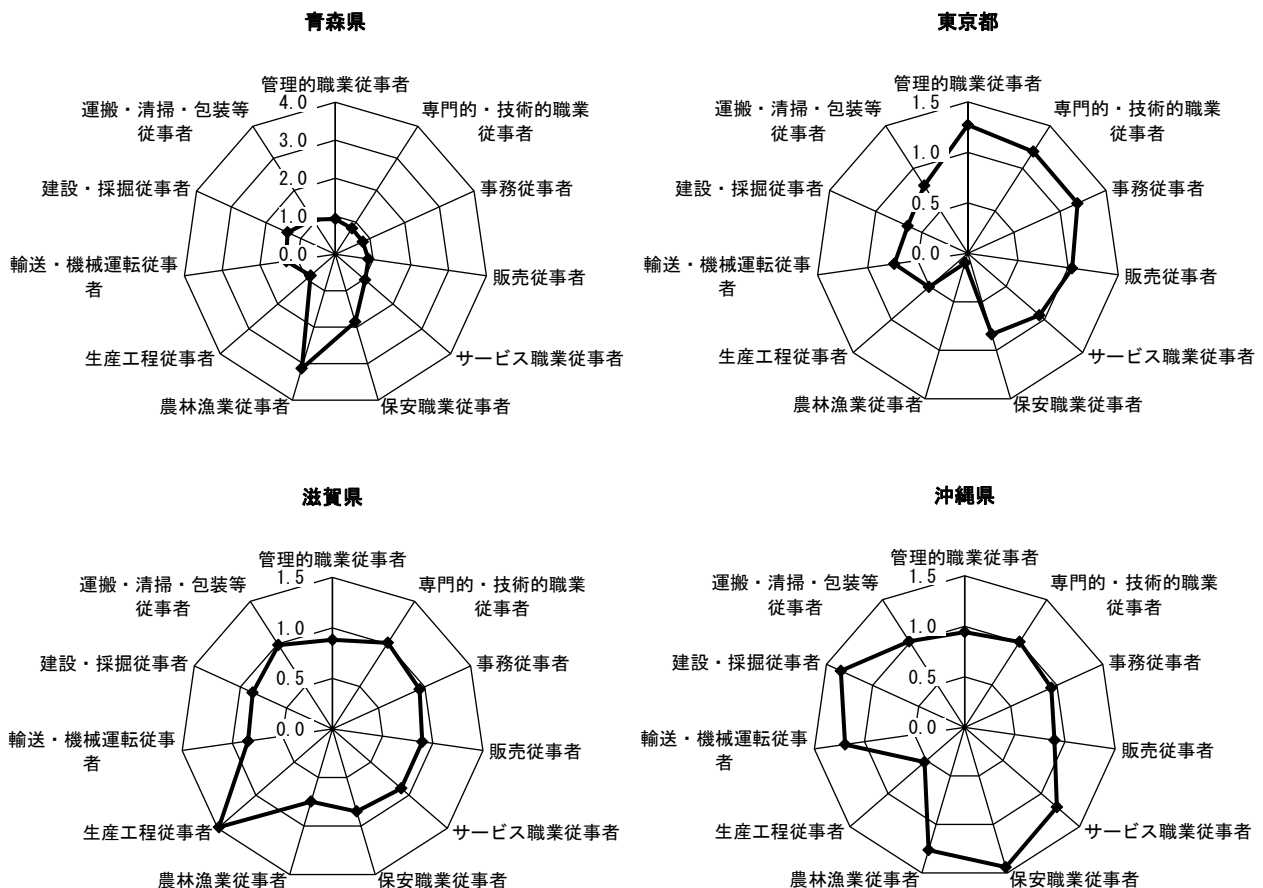 青森県
管理的職業従事者
専門的・技術的職業
従事者
事務従事者
販売従事者
サービス職業従事者
保安職業従事者
農林漁業従事者
生産工程従事者
輸送・機械運転従事
者
建設・採掘従事者
運搬・清掃・包装等
従事者
4.0
3.0
2.0
1.0
0.0
東京都
管理的職業従事者
専門的・技術的職業
従事者
事務従事者
販売従事者
サービス職業従事者
保安職業従事者
農林漁業従事者
生産工程従事者
輸送・機械運転従事
者
建設・採掘従事者
運搬・清掃・包装等
従事者
1.5
1.0
0.5
0.0
滋賀県
管理的職業従事者
専門的・技術的職業
従事者
事務従事者
販売従事者
サービス職業従事者
保安職業従事者
農林漁業従事者
生産工程従事者
輸送・機械運転従事
者
建設・採掘従事者
運搬・清掃・包装等
従事者
1.5
1.0
0.5
0.0
沖縄県
管理的職業従事者
専門的・技術的職業
従事者
事務従事者
販売従事者
サービス職業従事者
保安職業従事者
農林漁業従事者
生産工程従事者
輸送・機械運転従事
者
建設・採掘従事者
運搬・清掃・包装等
従事者
1.5
1.0
0.5
0.0